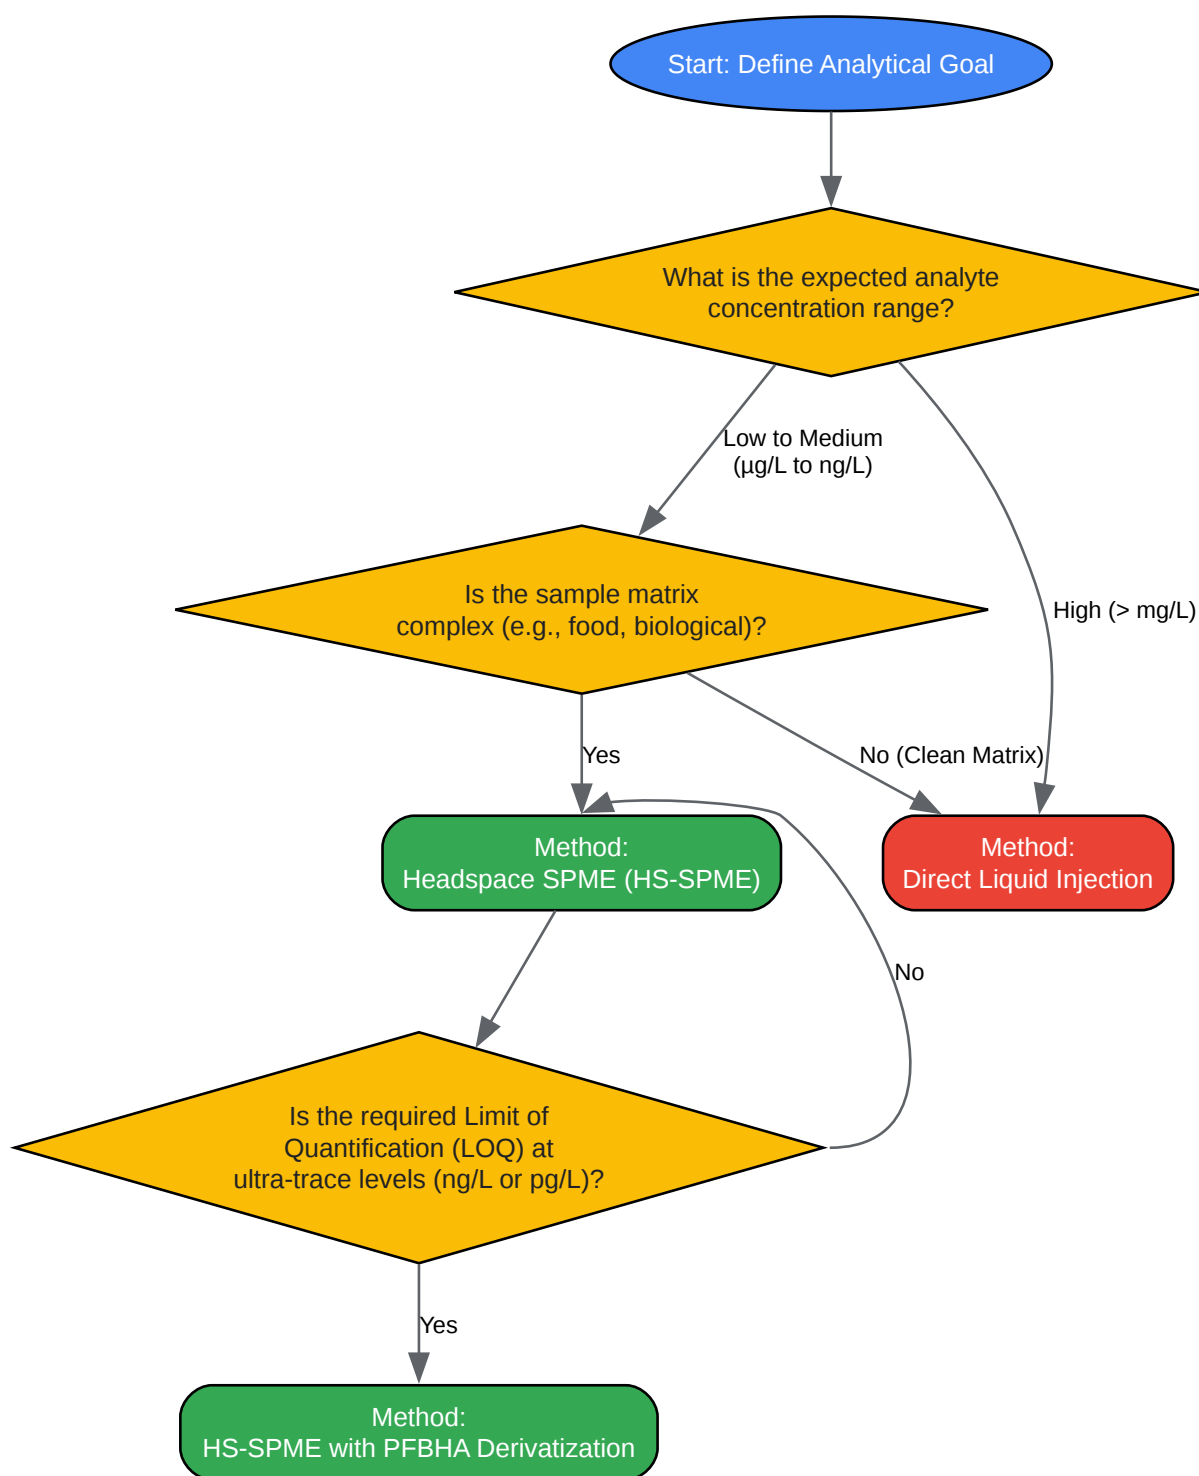 Start: Define Analytical Goal
What is the expected analyte
concentration range?
Low to Medium
(µg/L to ng/L)
Is the sample matrix
complex (e.g., food, biological)?
High (> mg/L)
Yes
No (Clean Matrix)
Method:
Headspace SPME (HS-SPME)
Method:
Direct Liquid Injection
No
Is the required Limit of
Quantification (LOQ) at
ultra-trace levels (ng/L or pg/L)?
Yes
Method:
HS-SPME with PFBHA Derivatization